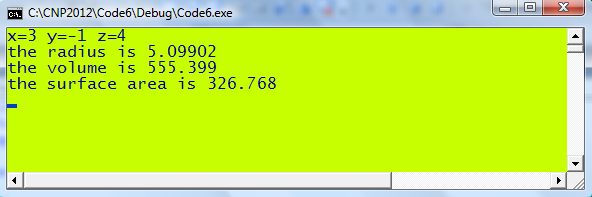 C:\CNP2012\Code6\Debug\Code6.exe
x=3 y=-1 z=4
the radius is 5.09902
the volume is 555.399
the surface area is 326.768